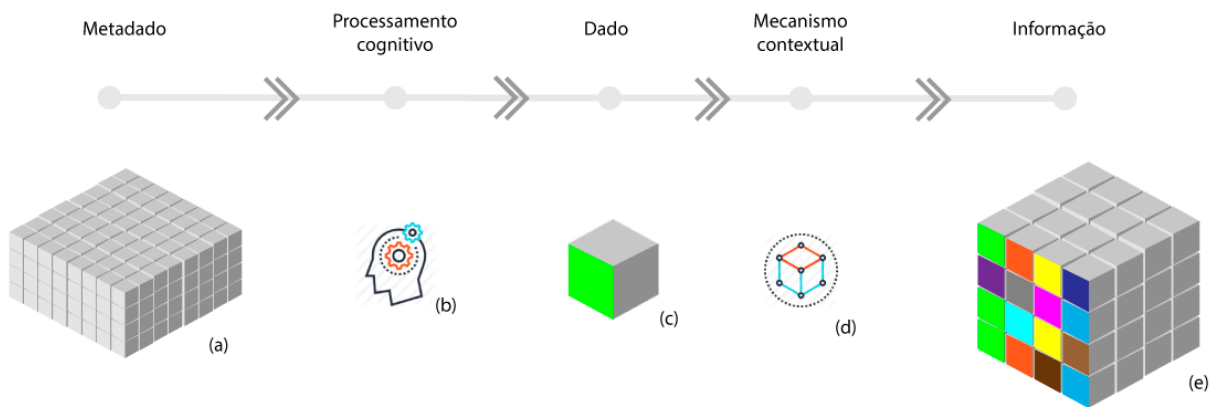 Metadado
Processamento
cognitivo
Dado
Mecanismo
contextual
Informação
(a)
(b)
(c)
(d)
(e)